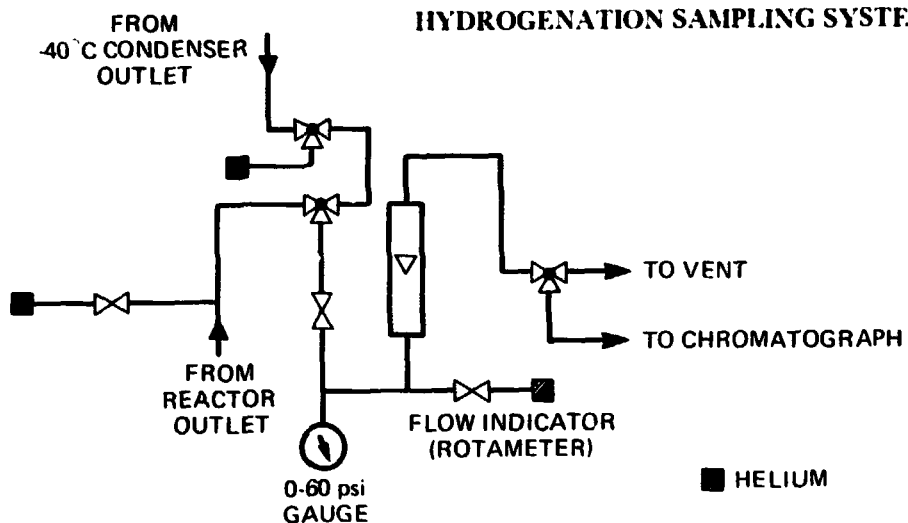 HYDROGENATION SAMPLING SYSTE
FROM
-40°C CONDENSER
OUTLET
TO VENT
TO CHROMATOGRAPH
FROM
REACTOR
OUTLET
FLOW INDICATOR
(ROTAMETER)
0-60 psi
GAUGE
HELIUM